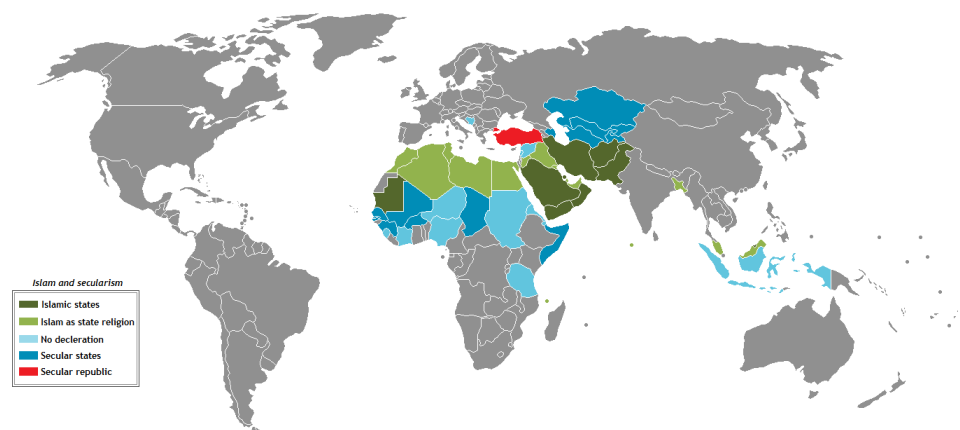 Islam and secularism
Islamic states
Islam as state religion
No decleration
Secular states
Secular republic